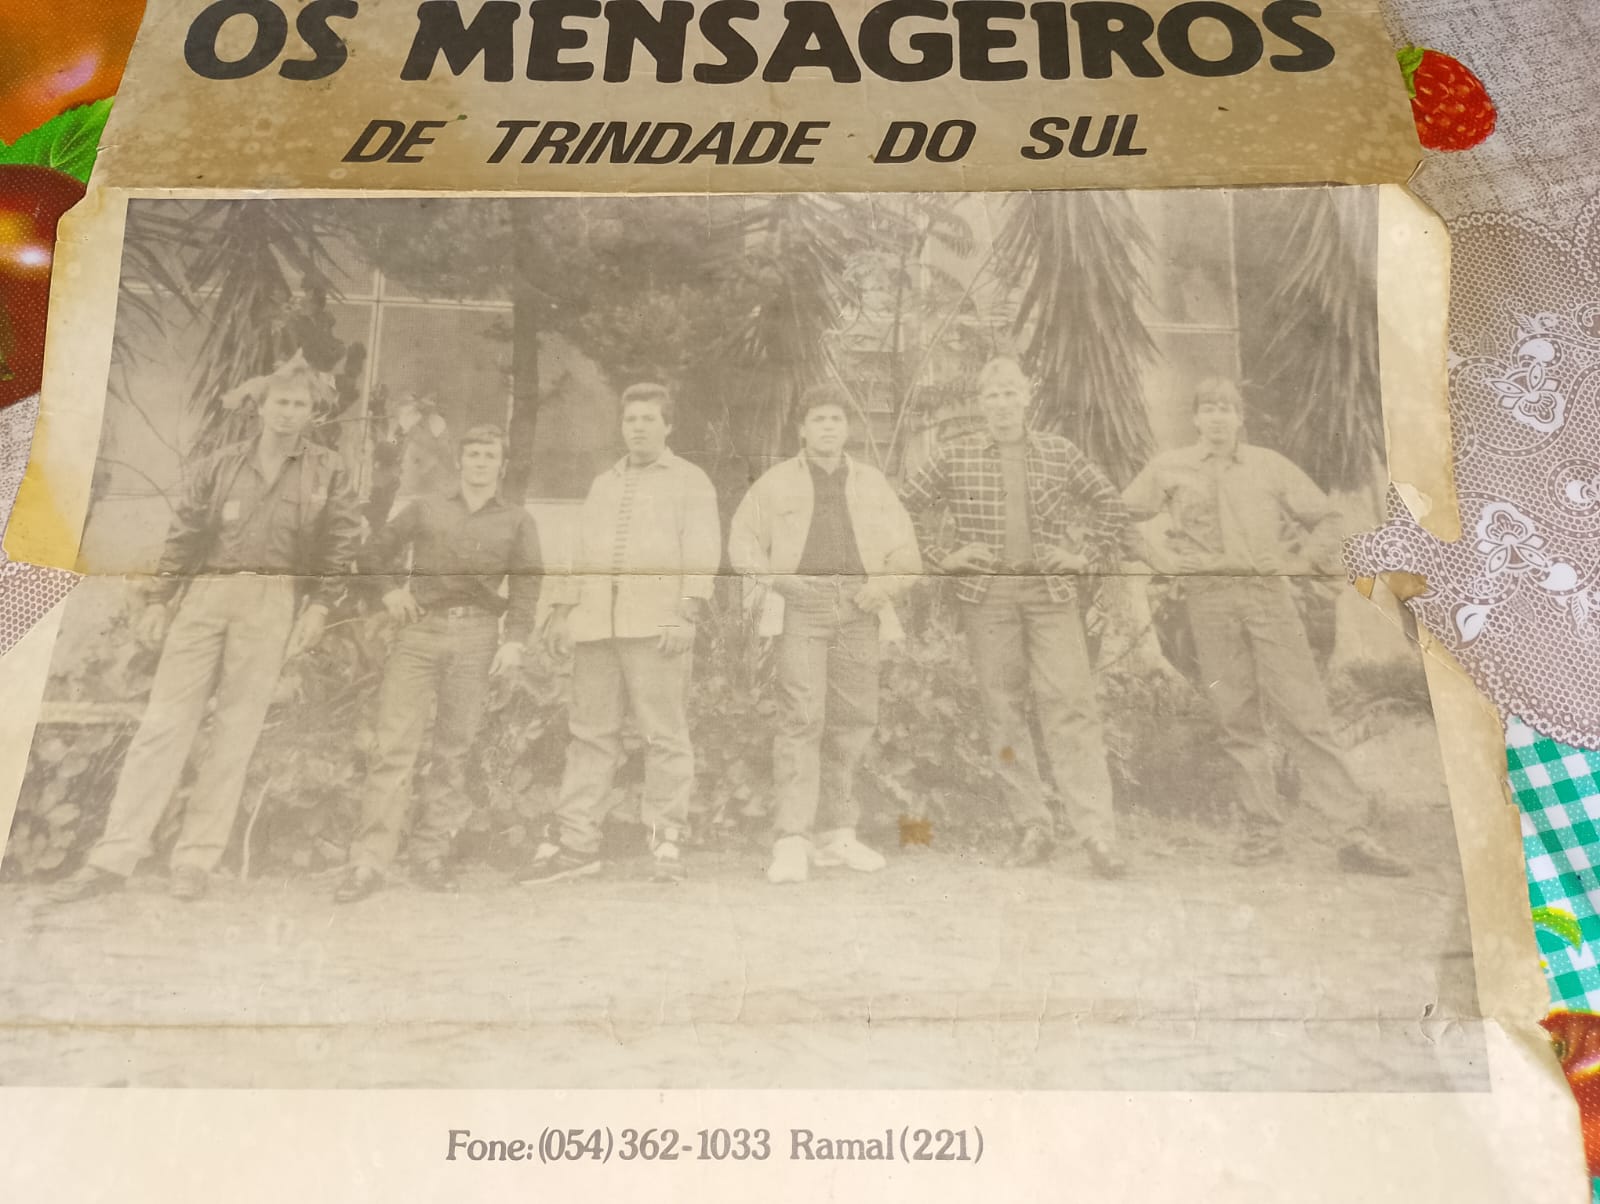 OS MENSAGEIROS
DE TRINDADE DO SUL
Fone: (054) 362-1033 Ramal (221)